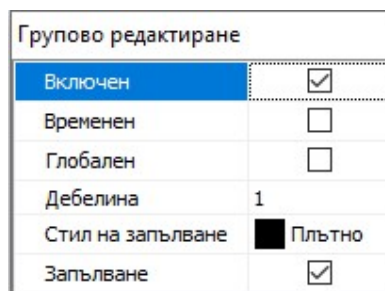 Групово редактиране
Включен
Временен
Глобален
Дебелина 1
Стил на запълване Плътно
Запълване